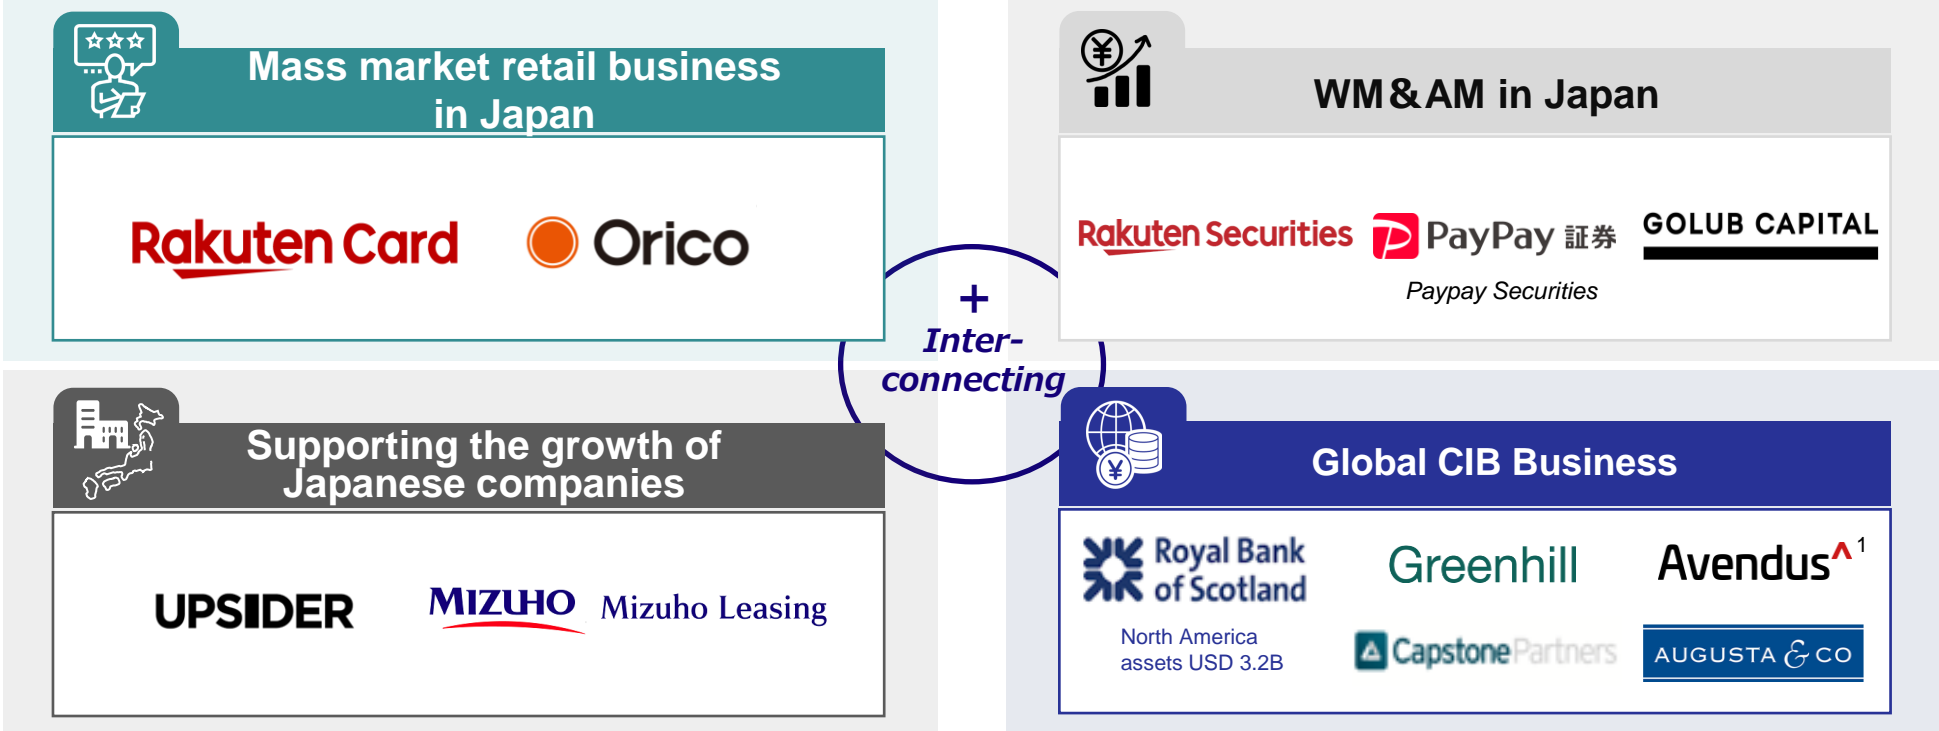 Mass market retail business
in Japan
Rakuten Card
Orico
WM&AM in Japan
Rakuten Securities
PayPay 証券
Paypay Securities
GOLUB CAPITAL
+
Inter-
connecting
Supporting the growth of
Japanese companies
UPSIDER
MIZUHO Mizuho Leasing
Global CIB Business
Royal Bank
of Scotland
North America
assets USD 3.2B
Greenhill
Avendus^1
Capstone Partners
AUGUSTA & CO